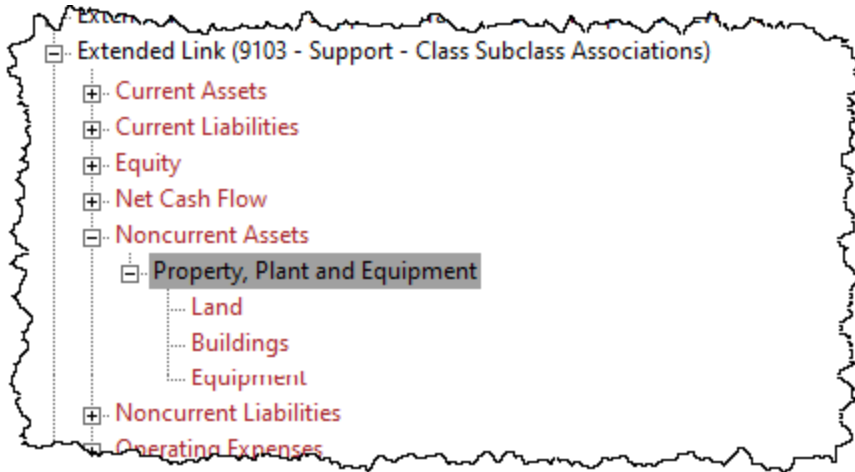 Extended Link (9103 - Support - Class Subclass Associations)
Current Assets
Current Liabilities
Equity
Net Cash Flow
Noncurrent Assets
Property, Plant and Equipment
Land
Buildings
Equipment
Noncurrent Liabilities
Operating Expenses